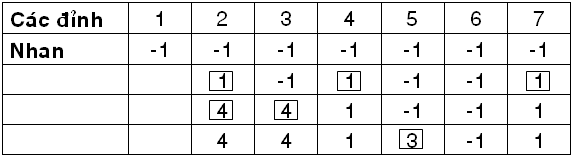 Các đỉnh 1 2 3 4 5 6 7
Nhan -1 -1 -1 -1 -1 -1 -1
1 -1 1 -1 -1 1
4 4 1 -1 -1 1
4 4 1 3 -1 1